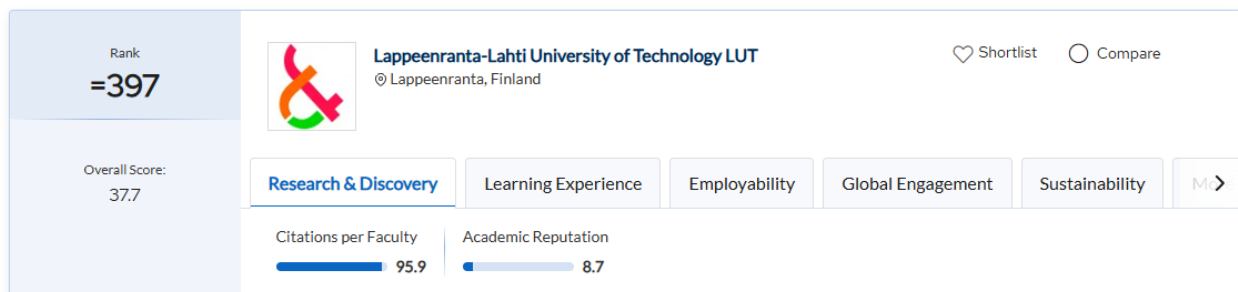 Rank
=397
Overall Score:
37.7
Lappeenranta-Lahti University of Technology LUT
Lappeenranta, Finland
Shortlist
Compare
Research & Discovery
Learning Experience
Employability
Global Engagement
Sustainability
Citations per Faculty
95.9
Academic Reputation
8.7